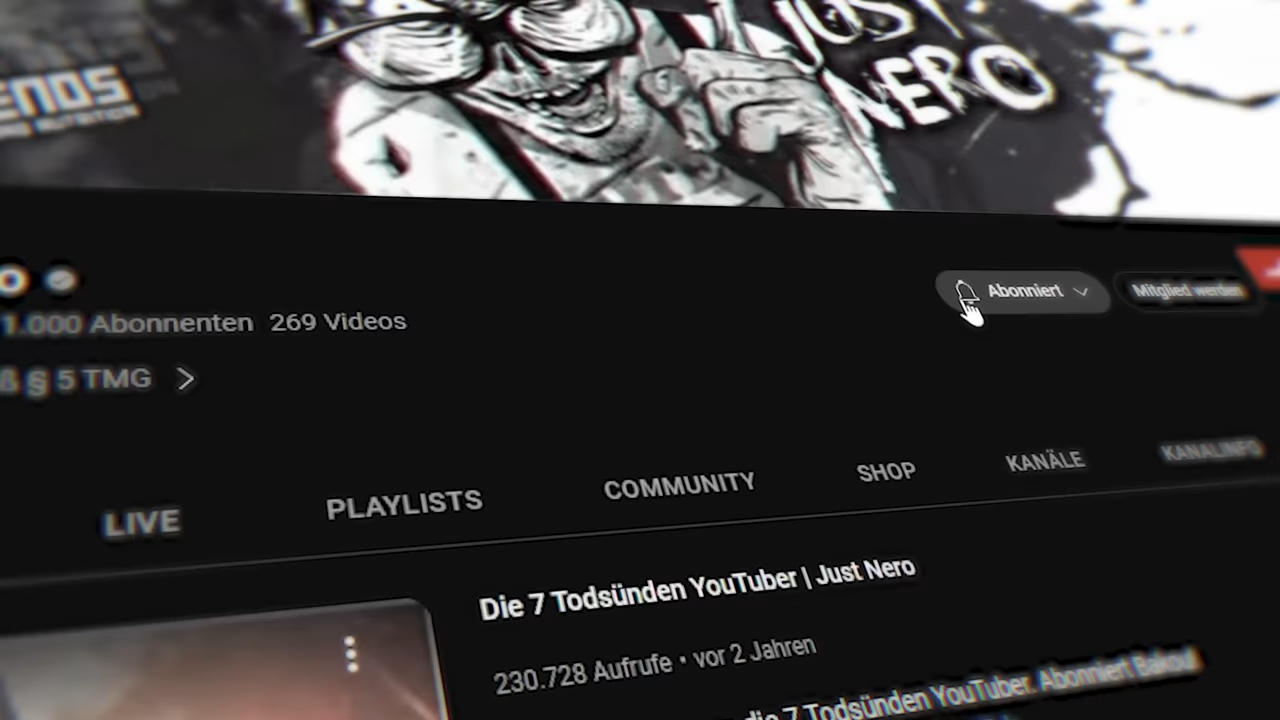 JUST
NERO
1.000 Abonnenten 269 Videos
Abonniert
Mitglied werden
§ 5 TMG
LIVE
PLAYLISTS
COMMUNITY
SHOP
KANÄLE
KANALINFO
Die 7 Todsünden YouTuber | Just Nero
230.728 Aufrufe • vor 2 Jahren
die 7 Todsünden YouTuber. Abonniert